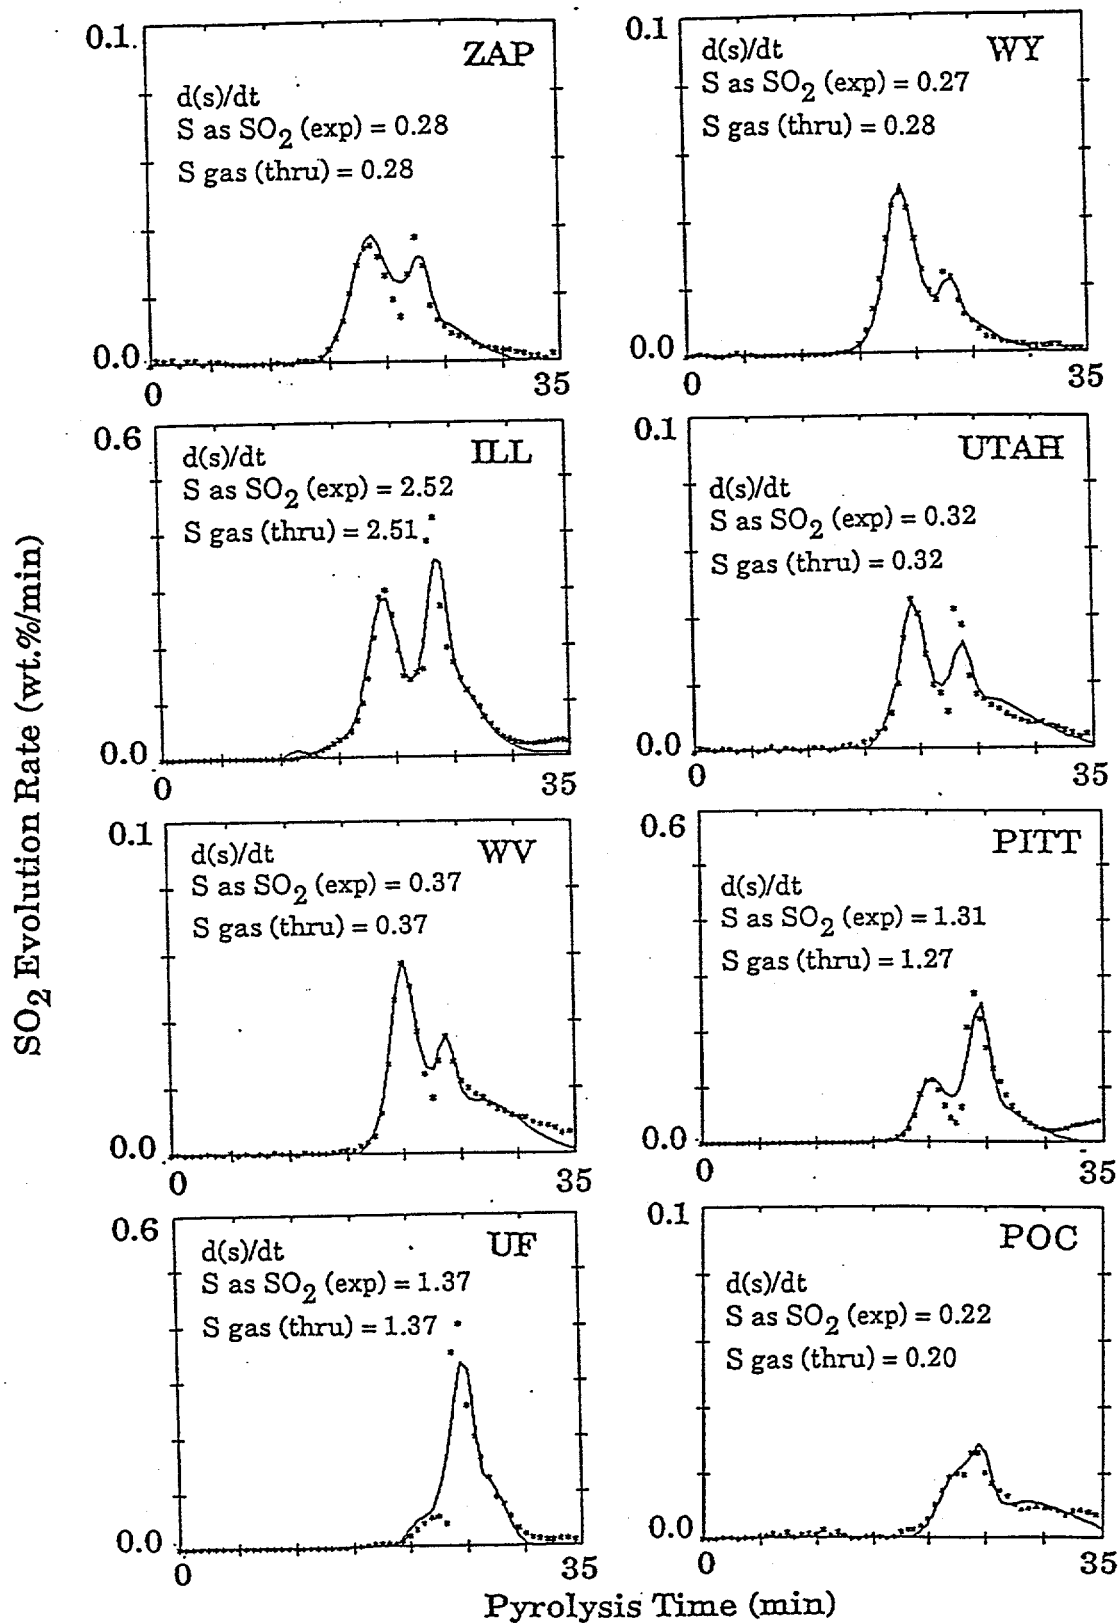 SO2 Evolution Rate (wt.%/min)
0.1
ZAP
d(s)/dt
S as SO2 (exp) = 0.28
S gas (thru) = 0.28
0.0
0
35
0.1
WY
d(s)/dt
S as SO2 (exp) = 0.27
S gas (thru) = 0.28
0.0
0
35
0.6
ILL
d(s)/dt
S as SO2 (exp) = 2.52
S gas (thru) = 2.51
0.0
0
35
0.1
UTAH
d(s)/dt
S as SO2 (exp) = 0.32
S gas (thru) = 0.32
0.0
0
35
0.1
WV
d(s)/dt
S as SO2 (exp) = 0.37
S gas (thru) = 0.37
0.0
0
35
0.6
PITT
d(s)/dt
S as SO2 (exp) = 1.31
S gas (thru) = 1.27
0.0
0
35
0.6
UF
d(s)/dt
S as SO2 (exp) = 1.37
S gas (thru) = 1.37
0.0
0
35
0.1
POC
d(s)/dt
S as SO2 (exp) = 0.22
S gas (thru) = 0.20
0.0
0
35
Pyrolysis Time (min)